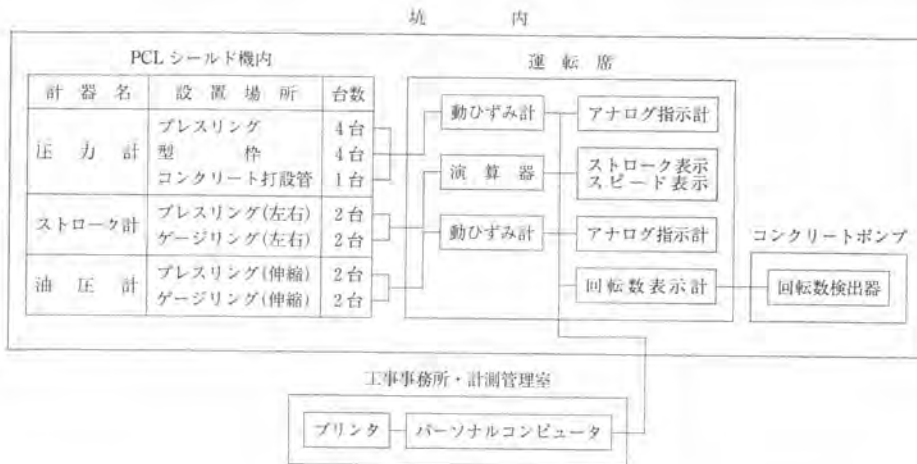 坑 内
PCL シールド機内
計 器 名 設 置 場 所 台数
圧 力 計 プレスリング 4台
型 枠 4台
コンクリート打設管 1台
ストローク計 プレスリング(左右) 2台
ゲージリング(左右) 2台
油 圧 計 プレスリング(伸縮) 2台
ゲージリング(伸縮) 2台
運 転 席
動ひずみ計 アナログ指示計
演 算 器 ストローク表示
スピード表示
動ひずみ計 アナログ指示計
回転数表示計
コンクリートポンプ
回転数検出器
工事事務所・計測管理室
プリンタ パーソナルコンピュータ